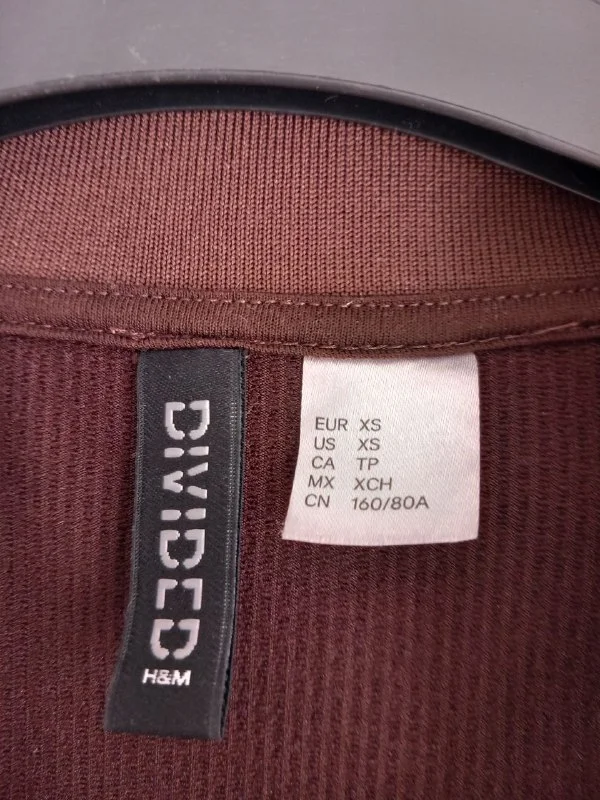 DIVIDED
H&M
EUR XS
US XS
CA TP
MX XCH
CN 160/80A